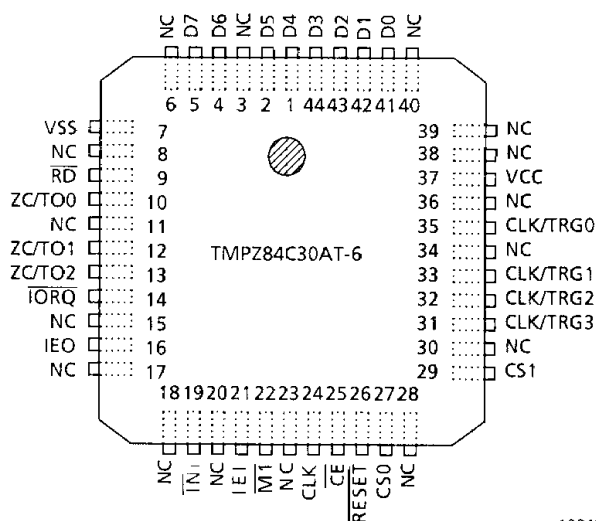 NC D7 D6 NC D5 D4 D3 D2 D1 D0 NC
6 5 4 3 2 1 44 43 42 41 40
VSS 7 39 NC
NC 8 38 NC
RD 9 37 VCC
ZC/TO0 10 36 NC
NC 11 35 CLK/TRG0
ZC/TO1 12 TMPZ84C30AT-6 34 NC
ZC/TO2 13 33 CLK/TRG1
IORQ 14 32 CLK/TRG2
NC 15 31 CLK/TRG3
IEO 16 30 NC
NC 17 29 CS1
18 19 20 21 22 23 24 25 26 27 28
NC INT NC IEI M1 NC CLK CE RESET CS0 NC